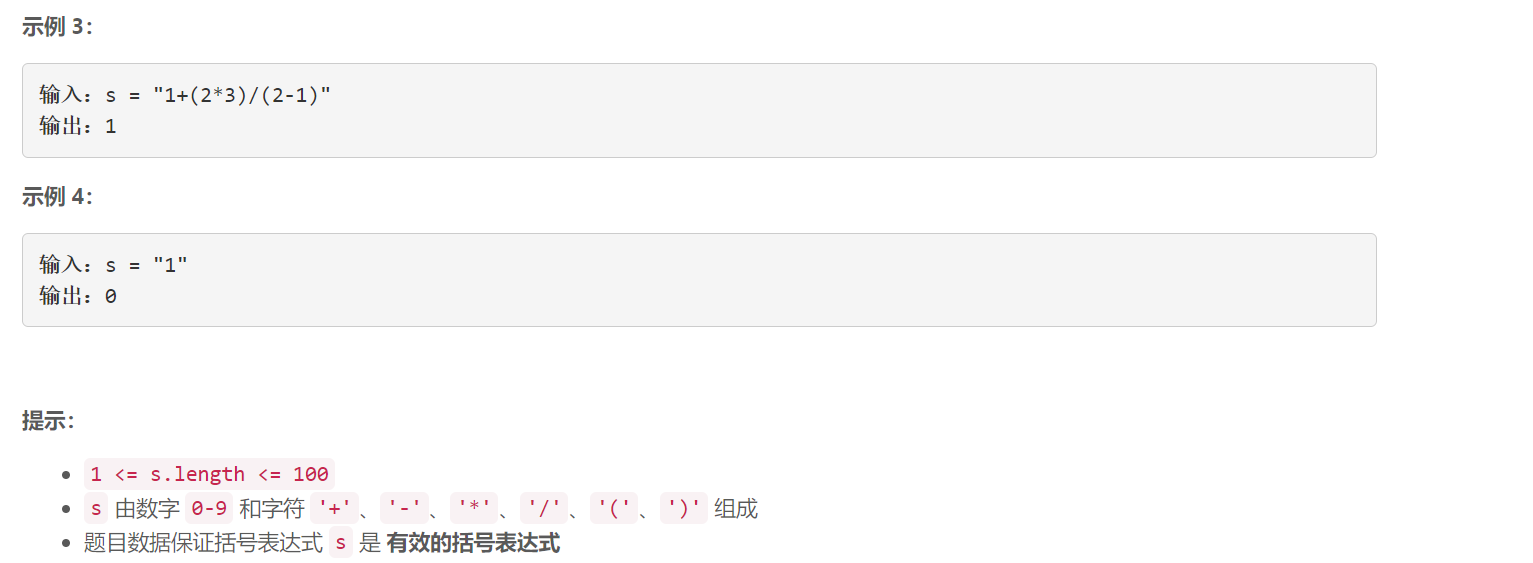 示例 3：
输入：s = "1+(2*3)/(2-1)"
输出：1
示例 4：
输入：s = "1"
输出：0
提示：
1 <= s.length <= 100
s 由数字 0-9 和字符 '+'、'-'、'*'、'/'、'('、')' 组成
题目数据保证括号表达式 s 是 有效的括号表达式